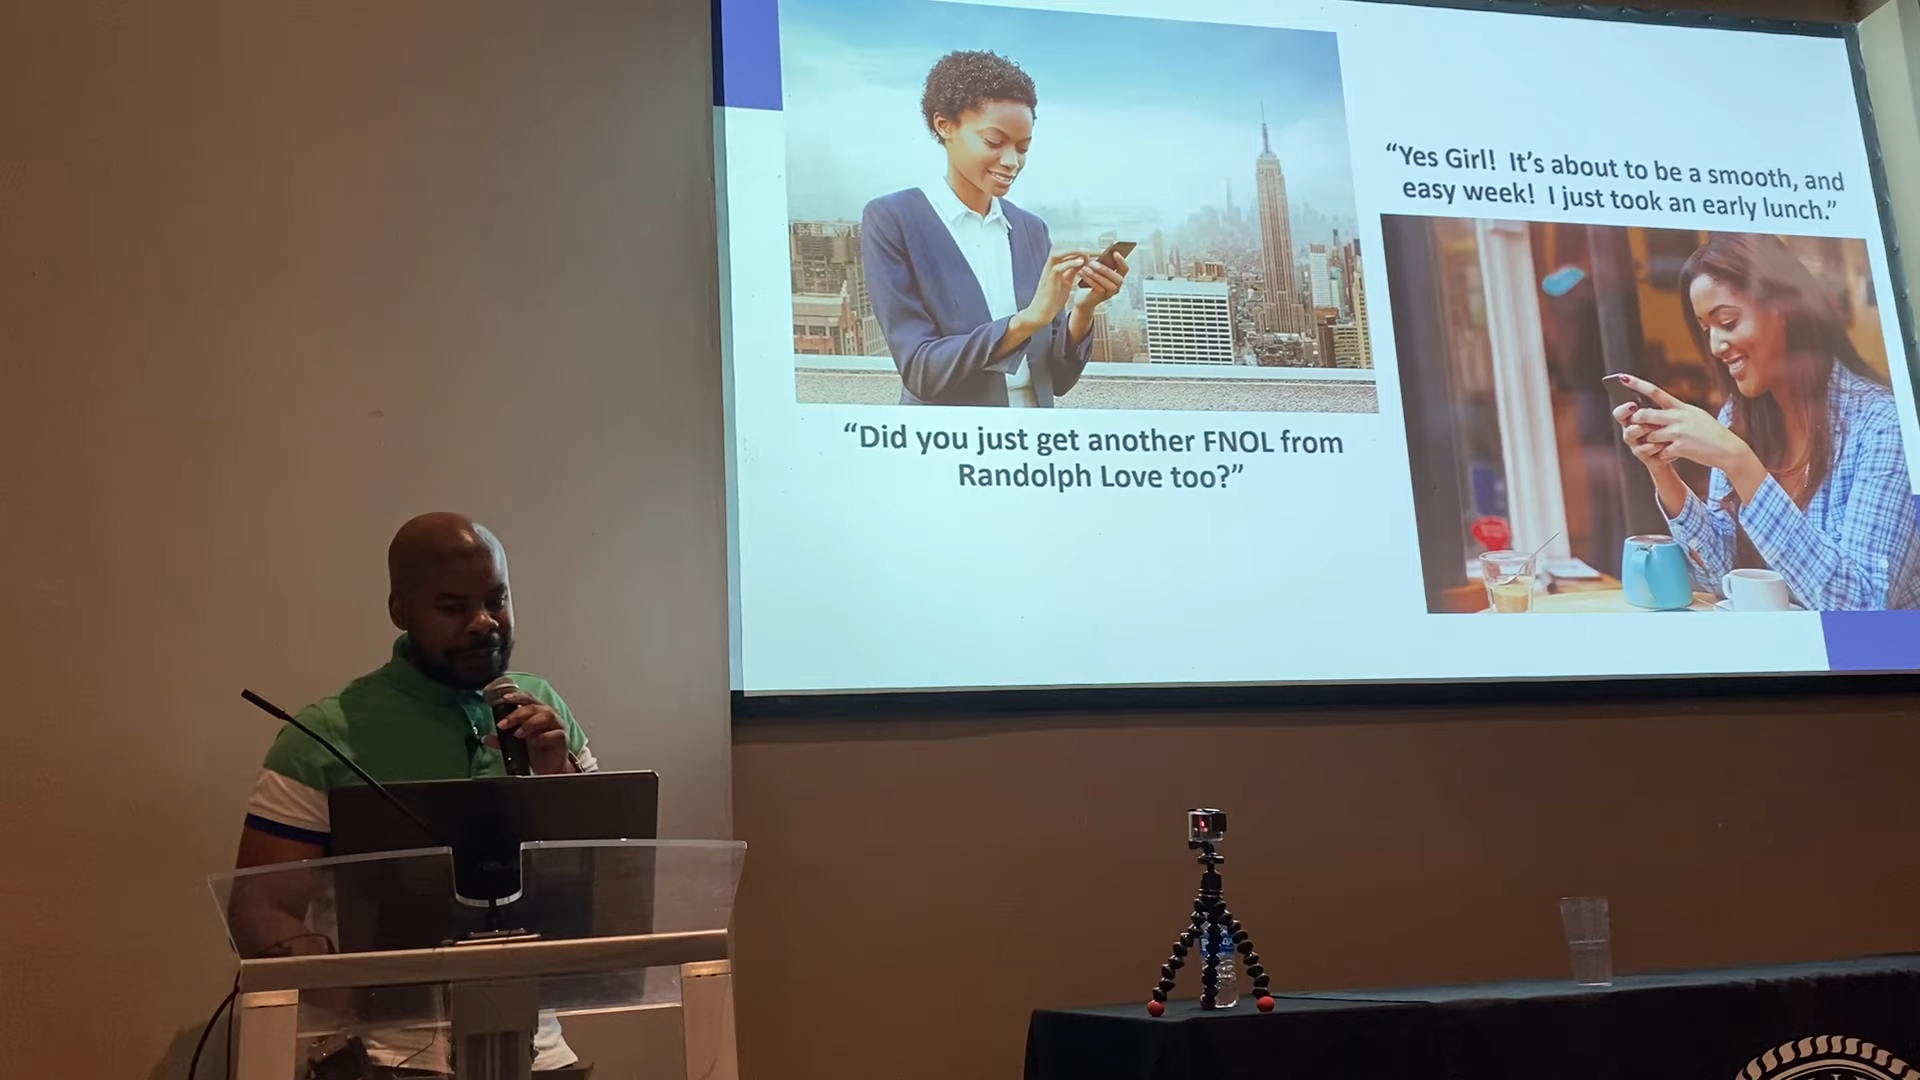 “Yes Girl!  It’s about to be a smooth, and
easy week!  I just took an early lunch.”
“Did you just get another FNOL from
Randolph Love too?”